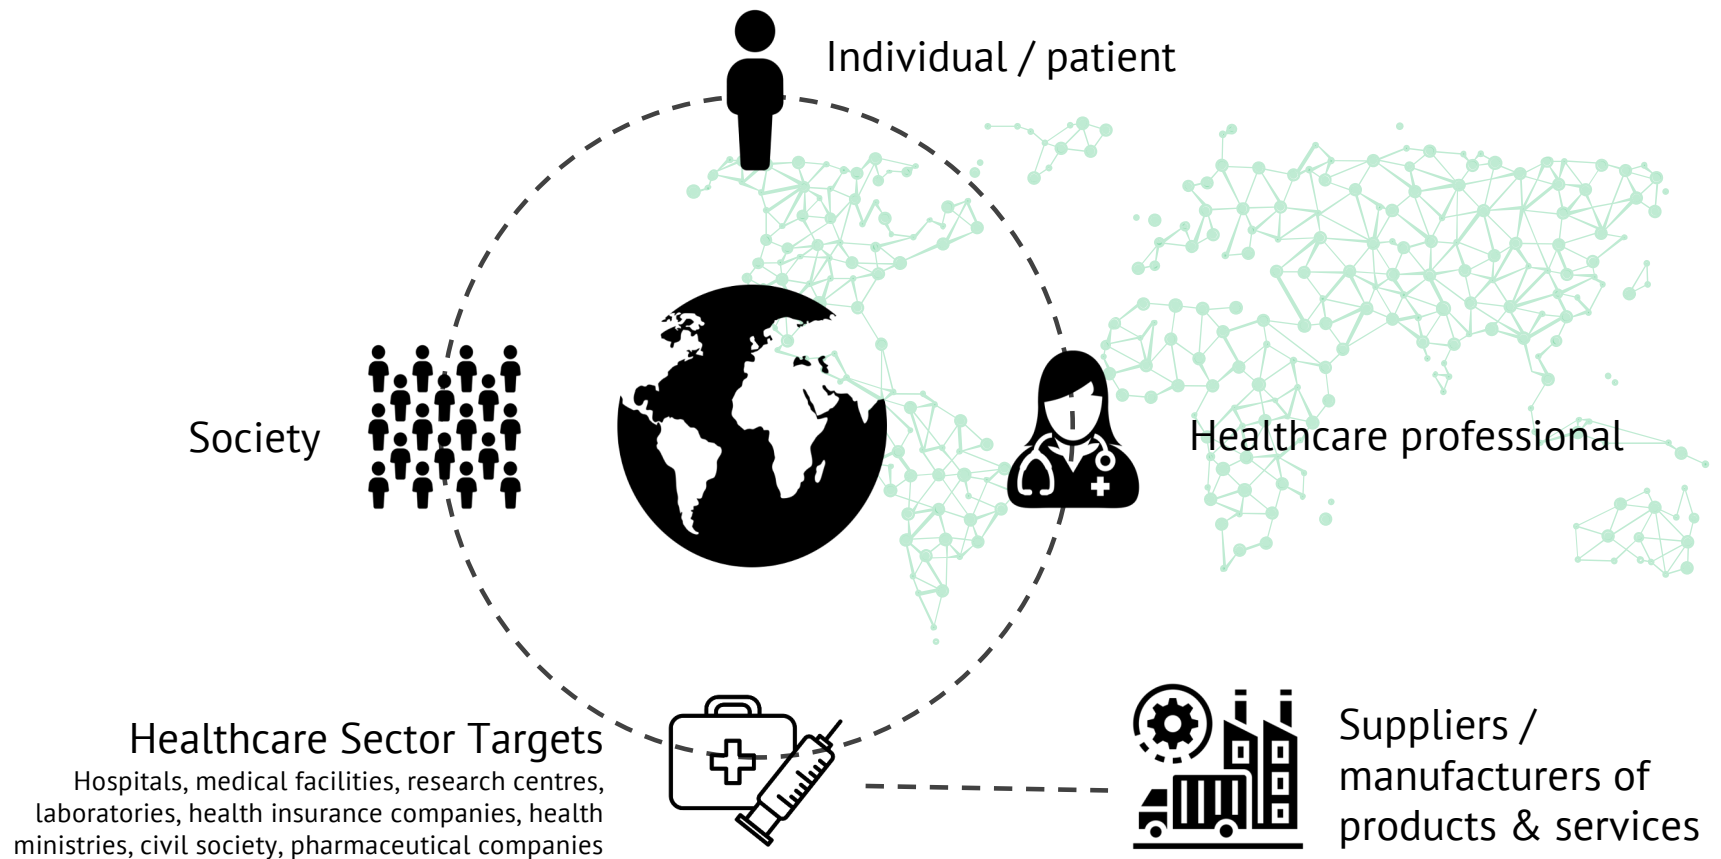 Individual / patient
Society
Healthcare professional
Healthcare Sector Targets
Hospitals, medical facilities, research centres,
laboratories, health insurance companies, health
ministries, civil society, pharmaceutical companies
Suppliers /
manufacturers of
products & services